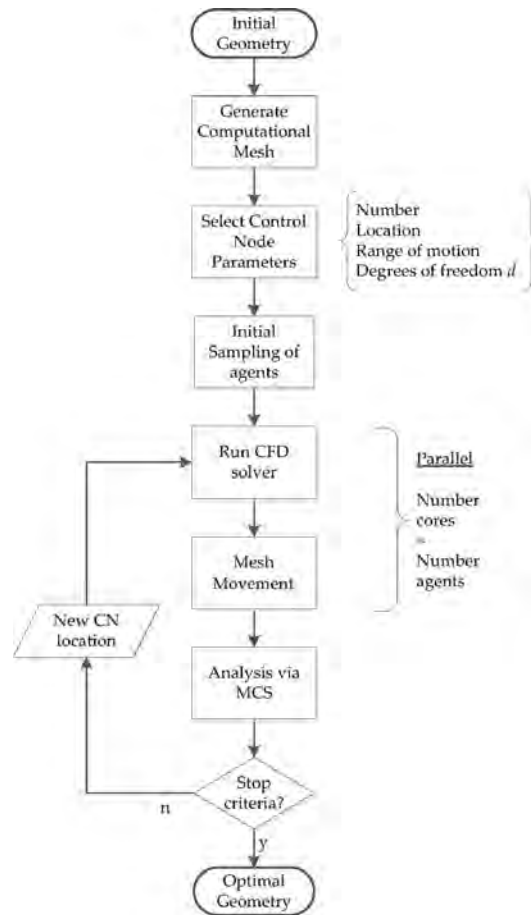 Initial
Geometry
Generate
Computational
Mesh
Select Control
Node
Parameters
Number
Location
Range of motion
Degrees of freedom d
Initial
Sampling of
agents
Run CFD
solver
Parallel
Number
cores
=
Number
agents
Mesh
Movement
New CN
location
Analysis via
MCS
Stop
criteria?
n
y
Optimal
Geometry